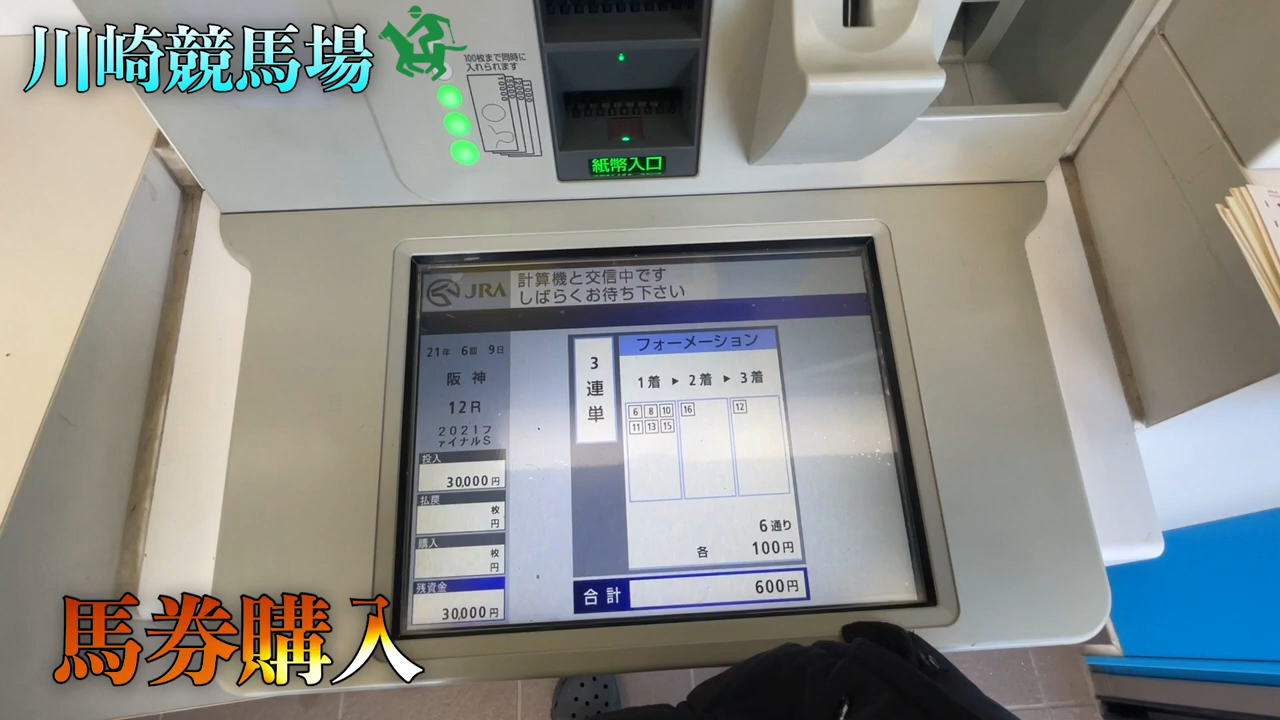 川崎競馬場
100枚まで同時に
入れられます
紙幣入口
JRA
計算機と交信中です
しばらくお待ち下さい
21年 6回 9日
阪神
12R
2021フ
ァイナルS
投入
30,000円
払戻
枚
円
購入
枚
円
残資金
30,000円
3連単
フォーメーション
1着 ▶ 2着 ▶ 3着
6 8 10 16 12
11 13 15
6通り
各 100円
合計 600円
馬券購入